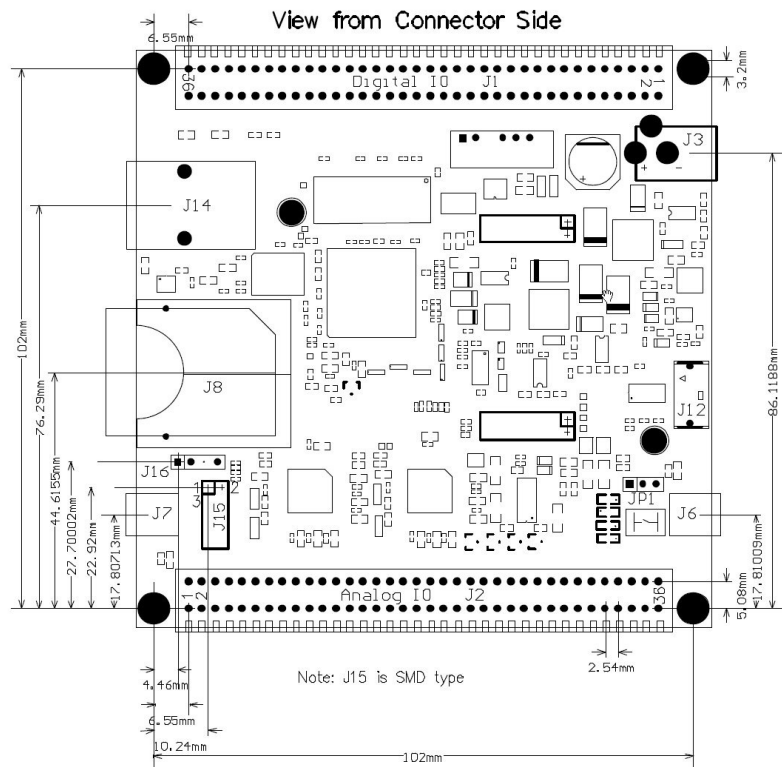 View from Connector Side
6.55mm
36
Digital IO J1
1
2
3.2mm
J3
J14
102mm
76.29mm
J8
44.6155mm
86.1188mm
J12
J16
27.70002mm
22.92mm
17.80713mm
1
2
3
J15
J7
JP1
J6
17.81009mm
1
2
Analog IO J2
36
5.08mm
2.54mm
4.46mm
Note: J15 is SMD type
6.55mm
10.24mm
102mm